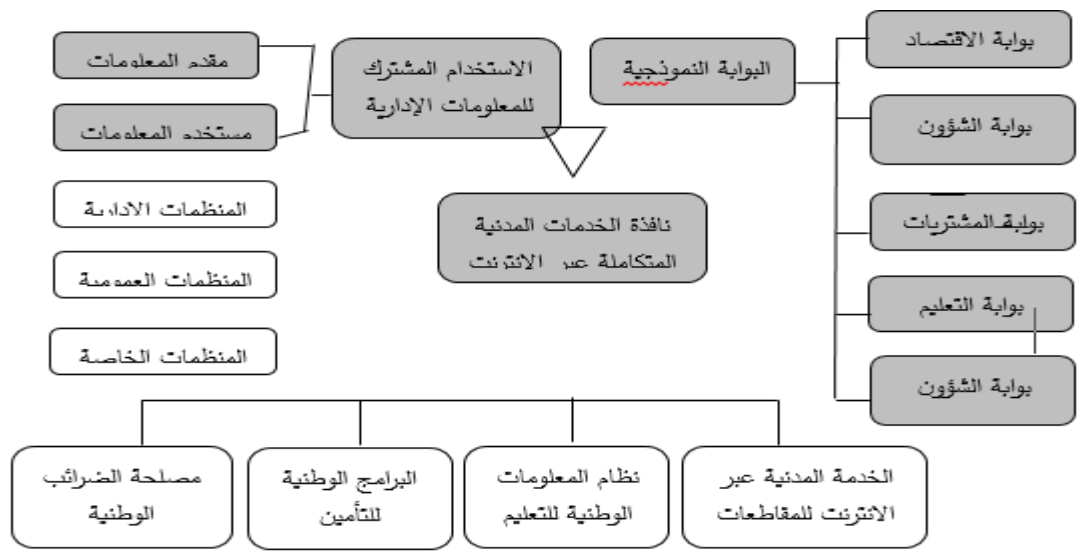 بوابة الاقتصاد
البوابة النموذجية
الاستخدام المشترك
للمعلومات الإدارية
مقدم المعلومات
بوابة الشؤون
مستخدم المعلومات
بوابة المشتريات
المنظمات الادارية
نافذة الخدمات المدنية
المتكاملة عبر الانترنت
المنظمات العمومية
بوابة التعليم
المنظمات الخاصة
بوابة الشؤون
الخدمة المدنية عبر
الانترنت للمقاطعات
نظام المعلومات
الوطنية للتعليم
البرامج الوطنية
للتأمين
مصلحة الضرائب
الوطنية